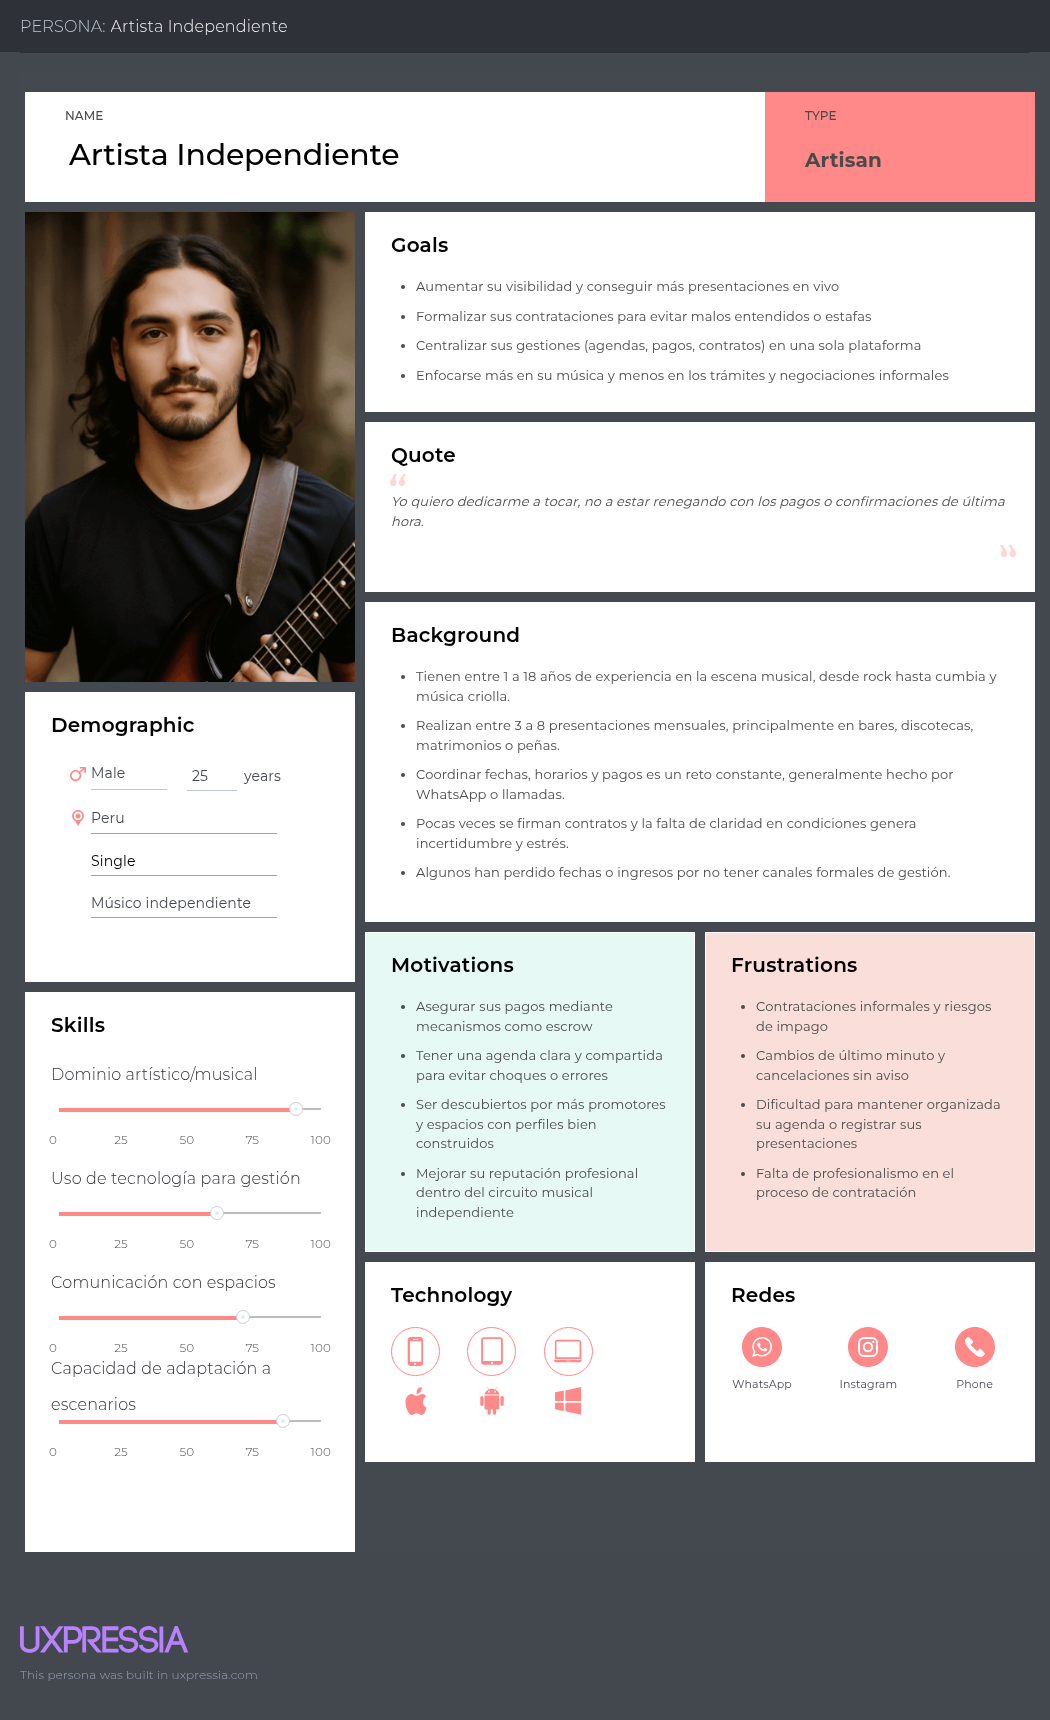 PERSONA: Artista Independiente
NAME
Artista Independiente
TYPE
Artisan
Goals
Aumentar su visibilidad y conseguir más presentaciones en vivo
Formalizar sus contrataciones para evitar malos entendidos o estafas
Centralizar sus gestiones (agendas, pagos, contratos) en una sola plataforma
Enfocarse más en su música y menos en los trámites y negociaciones informales
Quote
“
Yo quiero dedicarme a tocar, no a estar renegando con los pagos o confirmaciones de última
hora.
”
Background
Tienen entre 1 a 18 años de experiencia en la escena musical, desde rock hasta cumbia y
música criolla.
Realizan entre 3 a 8 presentaciones mensuales, principalmente en bares, discotecas,
matrimonios o peñas.
Coordinar fechas, horarios y pagos es un reto constante, generalmente hecho por
WhatsApp o llamadas.
Pocas veces se firman contratos y la falta de claridad en condiciones genera
incertidumbre y estrés.
Algunos han perdido fechas o ingresos por no tener canales formales de gestión.
Demographic
Male 25 years
Peru
Single
Músico independiente
Skills
Dominio artístico/musical
0 25 50 75 100
Uso de tecnología para gestión
0 25 50 75 100
Comunicación con espacios
0 25 50 75 100
Capacidad de adaptación a
escenarios
0 25 50 75 100
Motivations
Asegurar sus pagos mediante
mecanismos como escrow
Tener una agenda clara y compartida
para evitar choques o errores
Ser descubiertos por más promotores
y espacios con perfiles bien
construidos
Mejorar su reputación profesional
dentro del circuito musical
independiente
Frustrations
Contrataciones informales y riesgos
de impago
Cambios de último minuto y
cancelaciones sin aviso
Dificultad para mantener organizada
su agenda o registrar sus
presentaciones
Falta de profesionalismo en el
proceso de contratación
Technology
Redes
WhatsApp Instagram Phone
UXPRESSIA
This persona was built in uxpressia.com